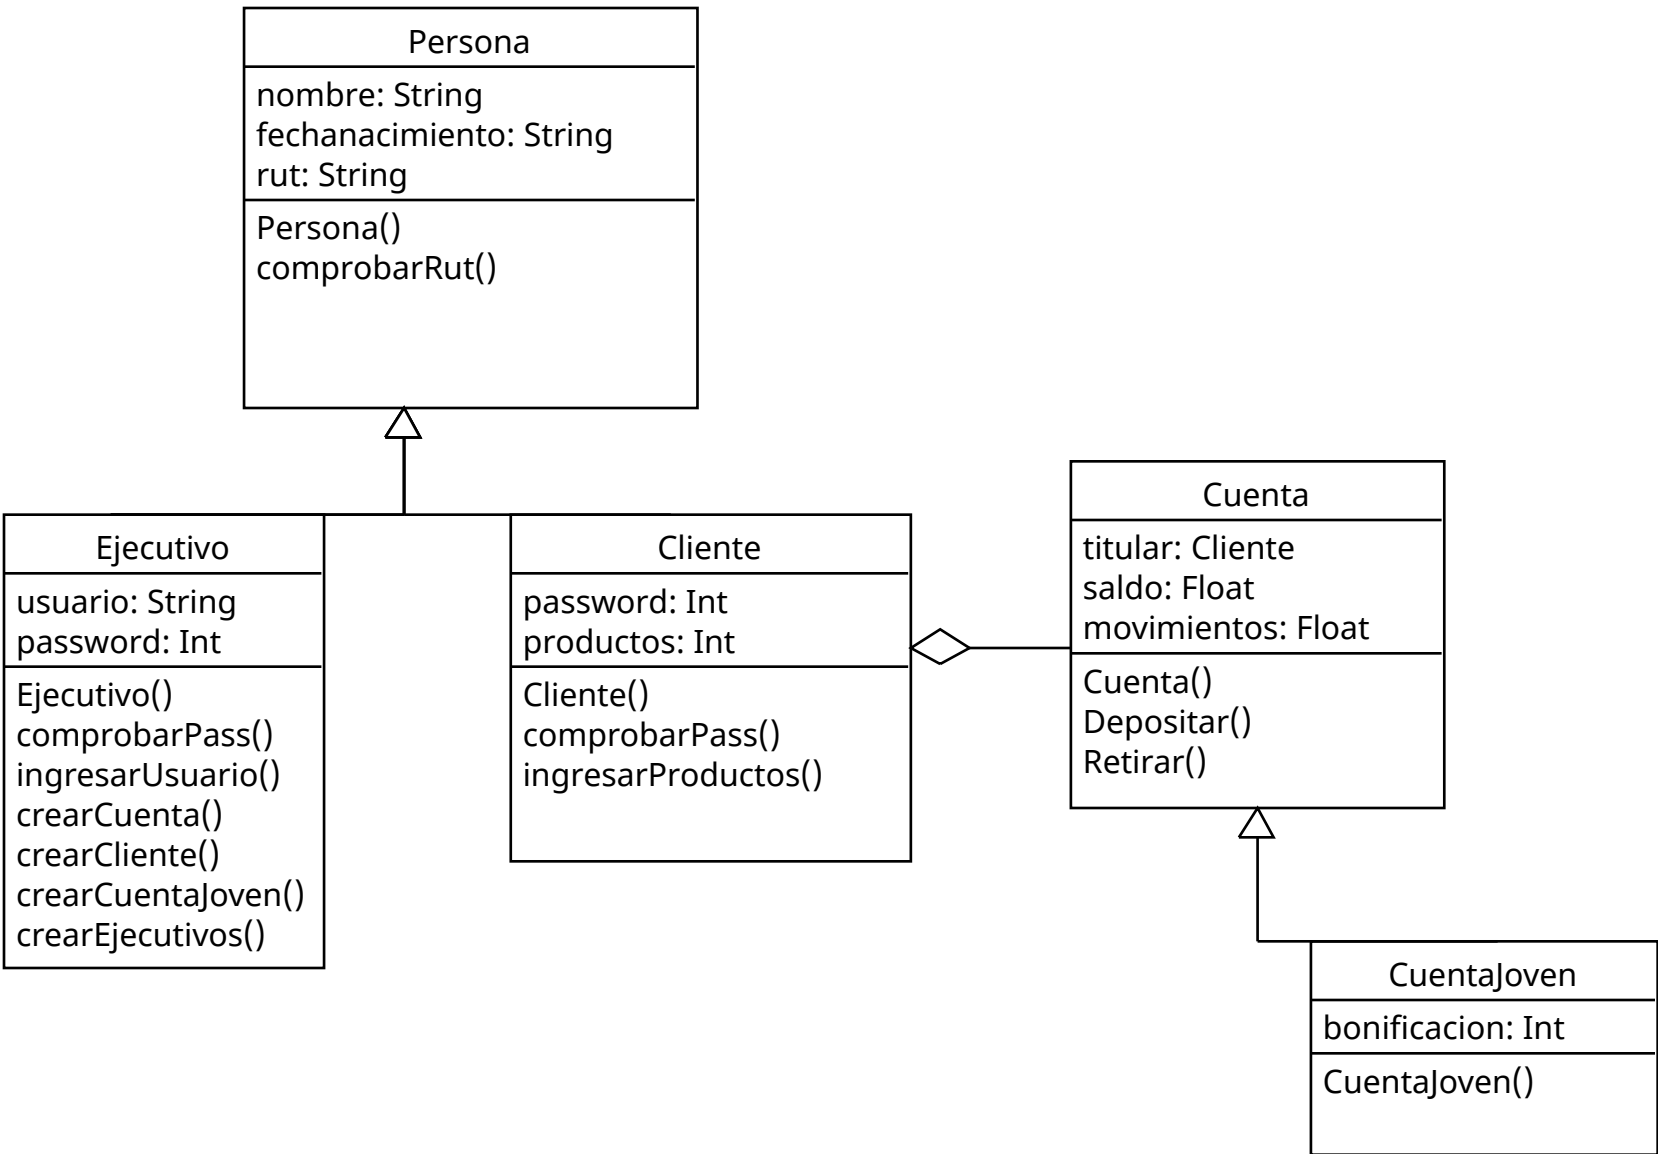 Persona
nombre: String
fechanacimiento: String
rut: String
Persona()
comprobarRut()
Ejecutivo
usuario: String
password: Int
Ejecutivo()
comprobarPass()
ingresarUsuario()
crearCuenta()
crearCliente()
crearCuentaJoven()
crearEjecutivos()
Cliente
password: Int
productos: Int
Cliente()
comprobarPass()
ingresarProductos()
Cuenta
titular: Cliente
saldo: Float
movimientos: Float
Cuenta()
Depositar()
Retirar()
CuentaJoven
bonificacion: Int
CuentaJoven()